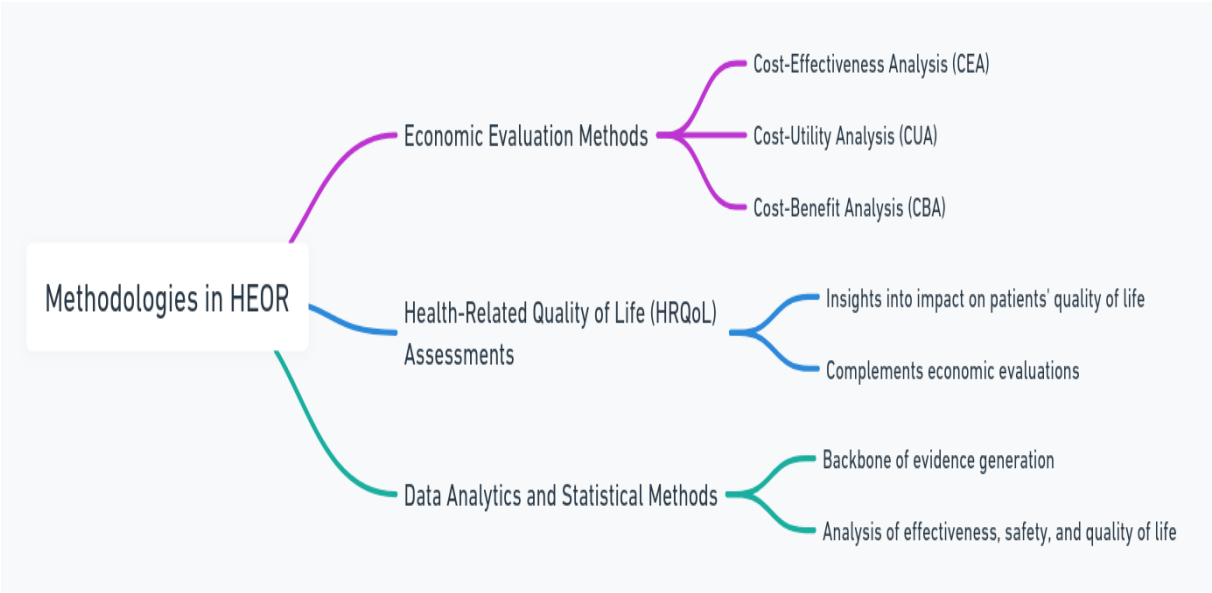 Methodologies in HEOR
Economic Evaluation Methods
Cost-Effectiveness Analysis (CEA)
Cost-Utility Analysis (CUA)
Cost-Benefit Analysis (CBA)
Health-Related Quality of Life (HRQoL)
Assessments
Insights into impact on patients' quality of life
Complements economic evaluations
Data Analytics and Statistical Methods
Backbone of evidence generation
Analysis of effectiveness, safety, and quality of life